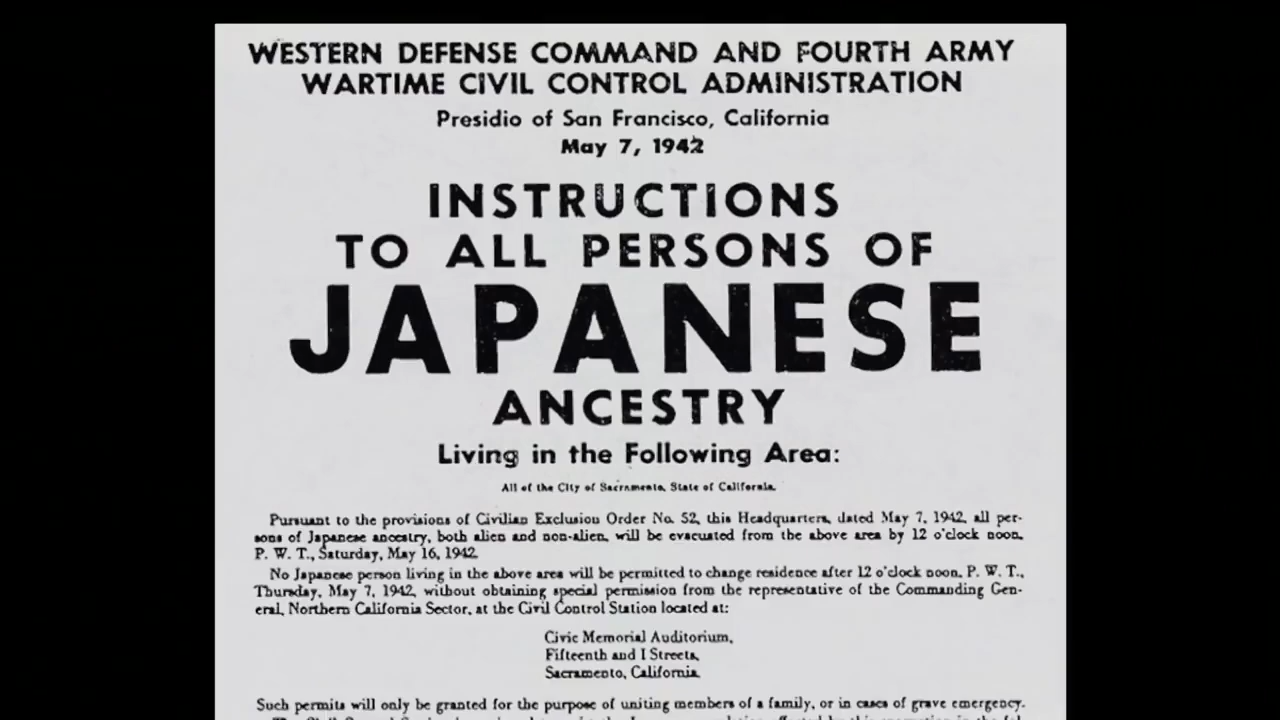 WESTERN DEFENSE COMMAND AND FOURTH ARMY
WARTIME CIVIL CONTROL ADMINISTRATION
Presidio of San Francisco, California
May 7, 1942
INSTRUCTIONS
TO ALL PERSONS OF
JAPANESE
ANCESTRY
Living in the Following Area:
All of the City of Sacramento, State of California.
Pursuant to the provisions of Civilian Exclusion Order No. 52, this Headquarters, dated May 7, 1942, all per-
sons of Japanese ancestry, both alien and non-alien, will be evacuated from the above area by 12 o'clock noon,
P. W. T., Saturday, May 16, 1942.
No Japanese person living in the above area will be permitted to change residence after 12 o'clock noon, P. W. T.,
Thursday, May 7, 1942, without obtaining special permission from the representative of the Commanding Gen-
eral, Northern California Sector, at the Civil Control Station located at:
Civic Memorial Auditorium,
Fifteenth and I Streets,
Sacramento, California.
Such permits will only be granted for the purpose of uniting members of a family, or in cases of grave emergency.